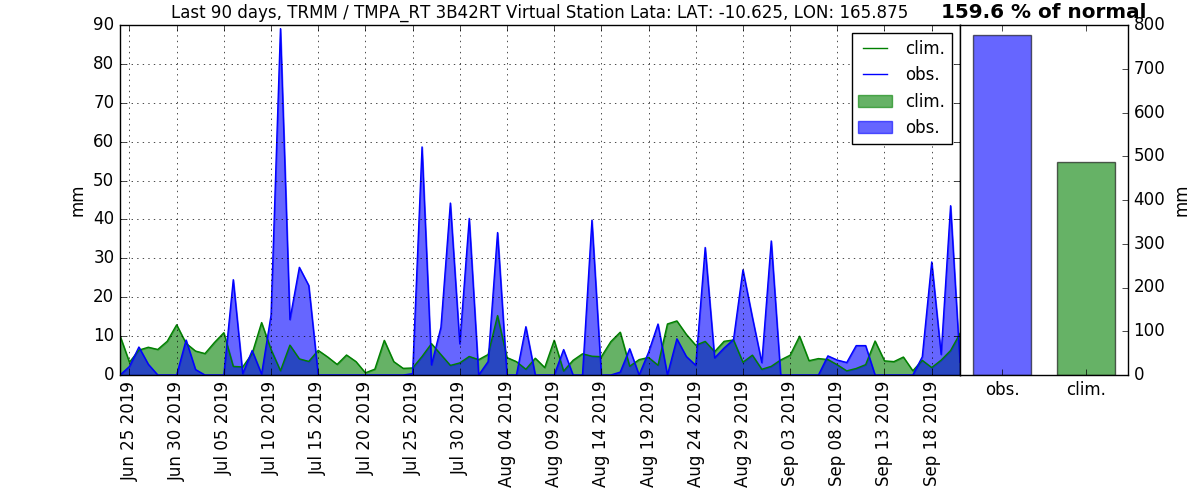 Last 90 days, TRMM / TMPA_RT 3B42RT Virtual Station Lata: LAT: -10.625, LON: 165.875
159.6 % of normal
90
80
70
60
50
40
30
20
10
0
mm
clim.
obs.
clim.
obs.
800
700
600
500
400
300
200
100
0
mm
obs.
clim.
Jun 25 2019
Jun 30 2019
Jul 05 2019
Jul 10 2019
Jul 15 2019
Jul 20 2019
Jul 25 2019
Jul 30 2019
Aug 04 2019
Aug 09 2019
Aug 14 2019
Aug 19 2019
Aug 24 2019
Aug 29 2019
Sep 03 2019
Sep 08 2019
Sep 13 2019
Sep 18 2019